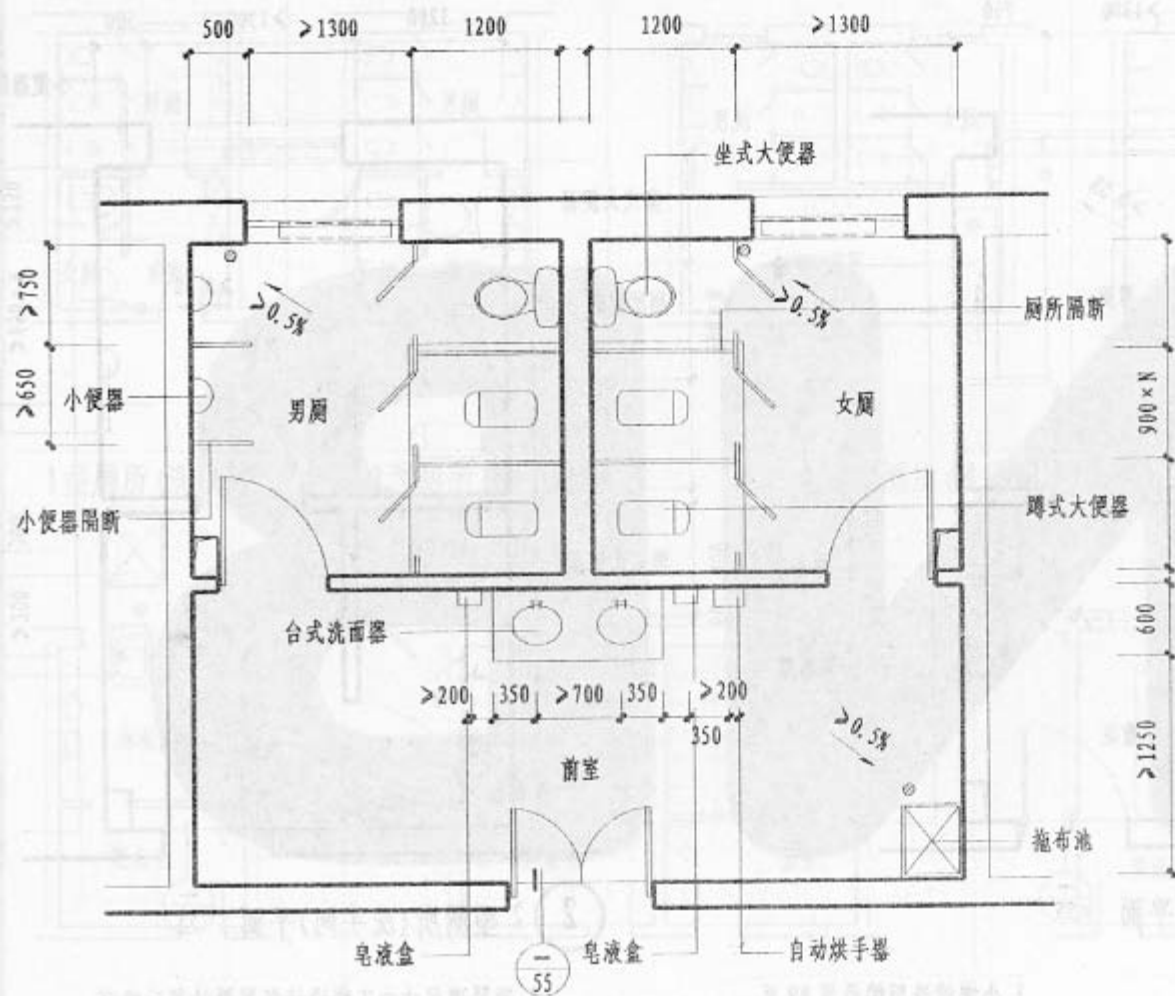 500
≥1300
1200
1200
≥1300
坐式大便器
≥750
≥0.5%
≥0.5%
厕所隔断
≥650
小便器
男厕
女厕
900×N
小便器隔断
蹲式大便器
台式洗面器
600
≥200
350
≥700
350
≥200
350
≥0.5%
≥1250
前室
拖布池
皂液盒
皂液盒
自动烘手器
一
55